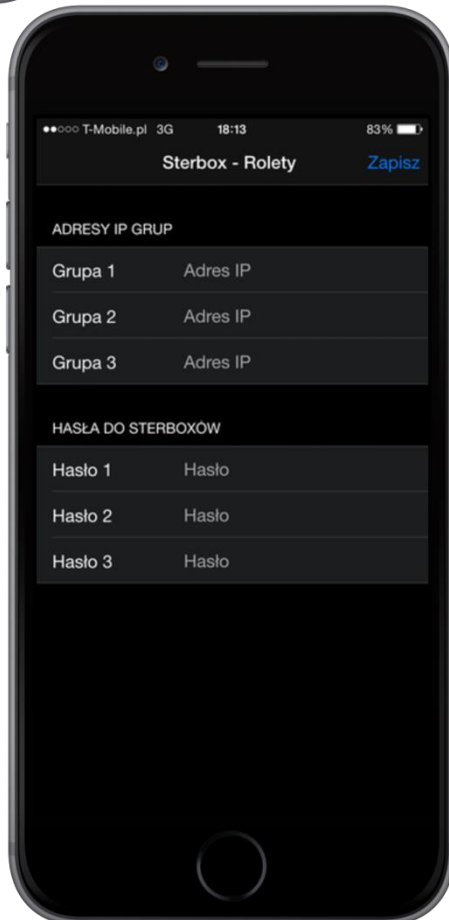 T-Mobile.pl 3G 18:13 83%
Sterbox - Rolety Zapisz
ADRESY IP GRUP
Grupa 1 Adres IP
Grupa 2 Adres IP
Grupa 3 Adres IP
HASŁA DO STERBOXÓW
Hasło 1 Hasło
Hasło 2 Hasło
Hasło 3 Hasło